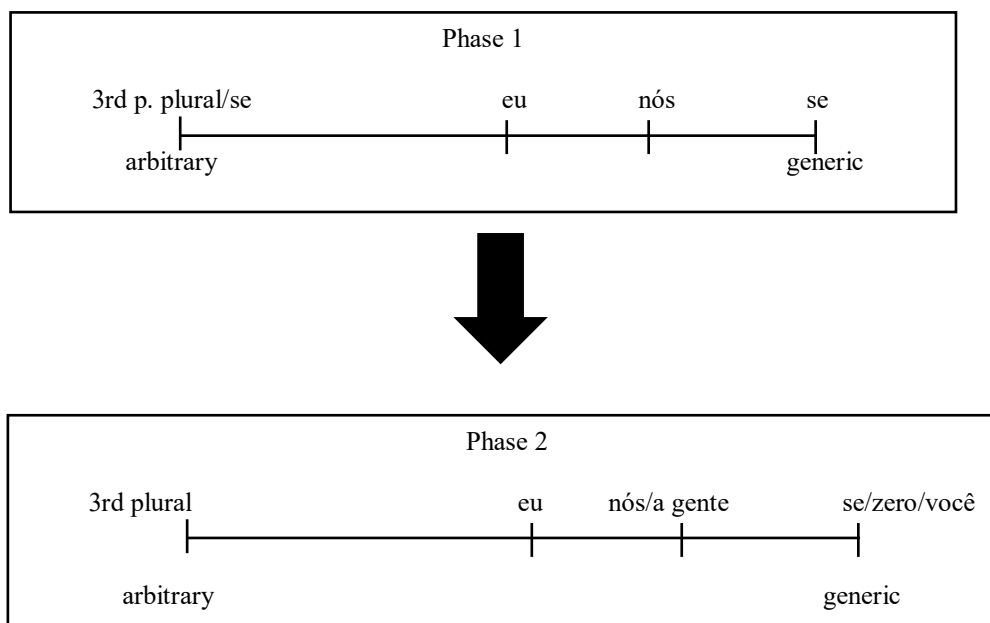 Phase 1
3rd p. plural/se eu nós se
arbitrary generic
Phase 2
3rd plural eu nós/a gente se/zero/você
arbitrary generic